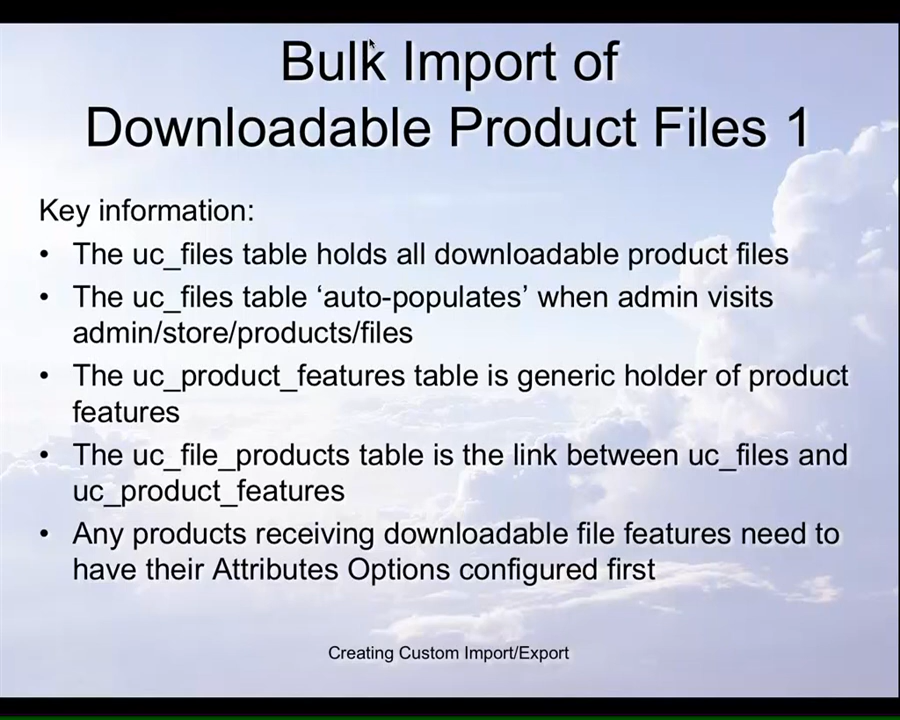 Bulk Import of
Downloadable Product Files 1
Key information:
• The uc_files table holds all downloadable product files
• The uc_files table ‘auto-populates’ when admin visits
admin/store/products/files
• The uc_product_features table is generic holder of product
features
• The uc_file_products table is the link between uc_files and
uc_product_features
• Any products receiving downloadable file features need to
have their Attributes Options configured first
Creating Custom Import/Export